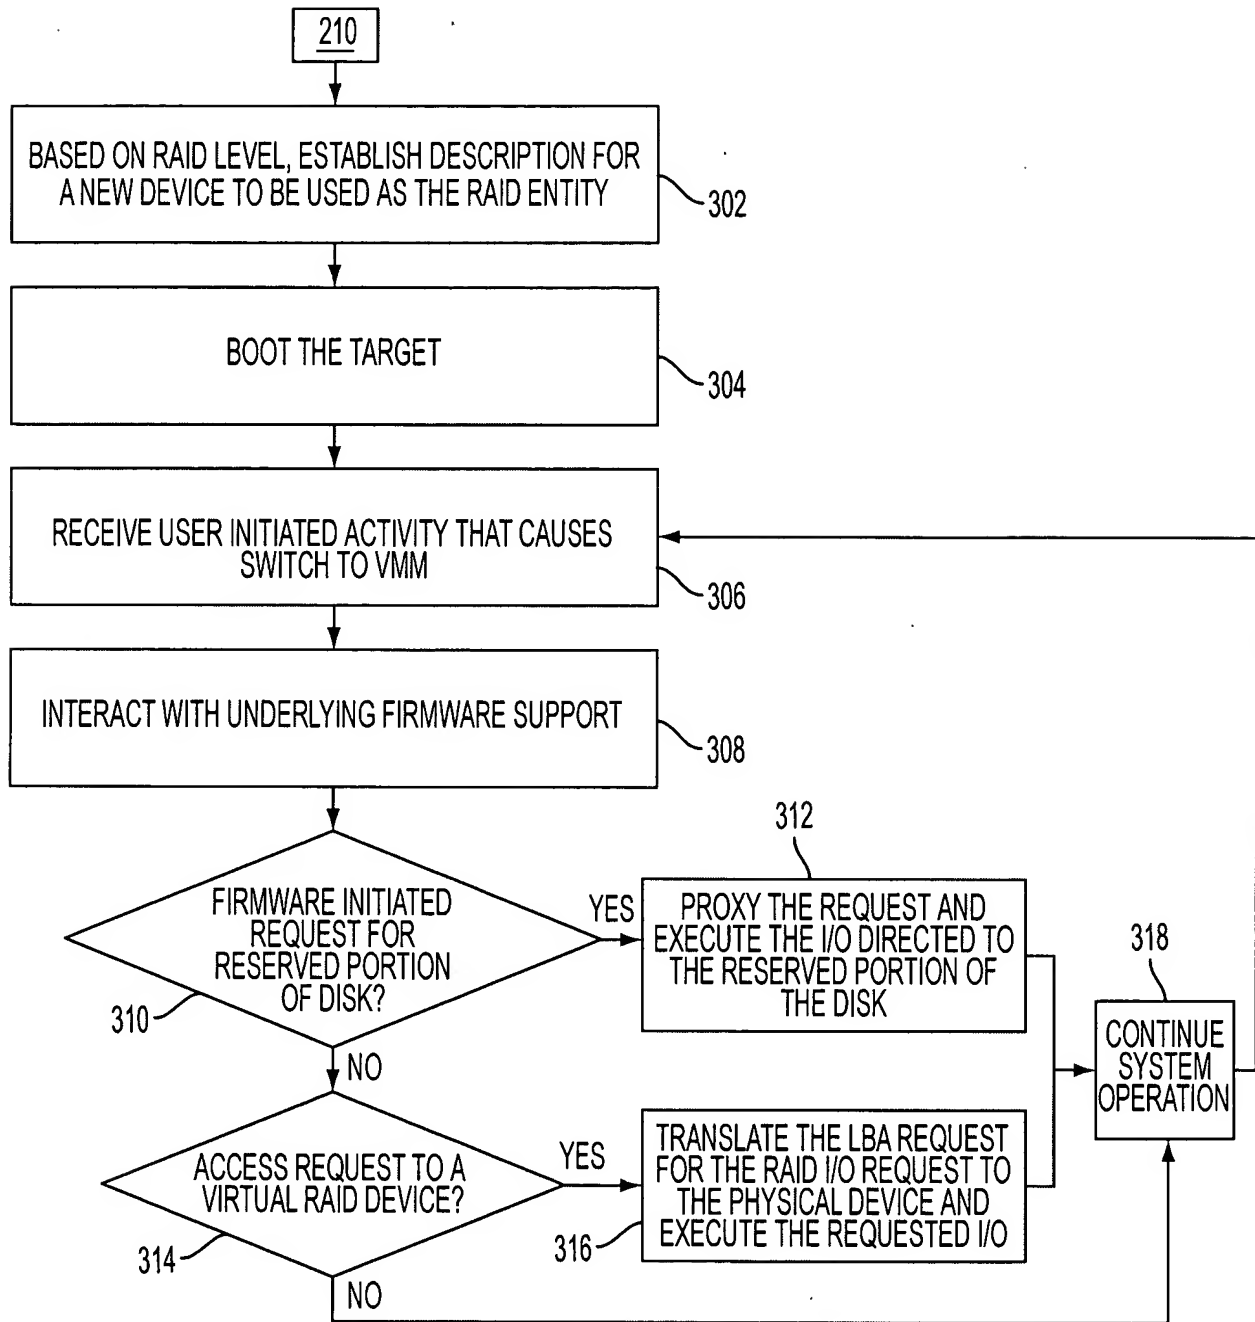 210
BASED ON RAID LEVEL, ESTABLISH DESCRIPTION FOR
A NEW DEVICE TO BE USED AS THE RAID ENTITY
302
BOOT THE TARGET
304
RECEIVE USER INITIATED ACTIVITY THAT CAUSES
SWITCH TO VMM
306
INTERACT WITH UNDERLYING FIRMWARE SUPPORT
308
FIRMWARE INITIATED
REQUEST FOR
RESERVED PORTION
OF DISK?
310
YES
NO
312
PROXY THE REQUEST AND
EXECUTE THE I/O DIRECTED TO
THE RESERVED PORTION OF
THE DISK
318
CONTINUE
SYSTEM
OPERATION
ACCESS REQUEST TO A
VIRTUAL RAID DEVICE?
314
YES
NO
TRANSLATE THE LBA REQUEST
FOR THE RAID I/O REQUEST TO
THE PHYSICAL DEVICE AND
EXECUTE THE REQUESTED I/O
316